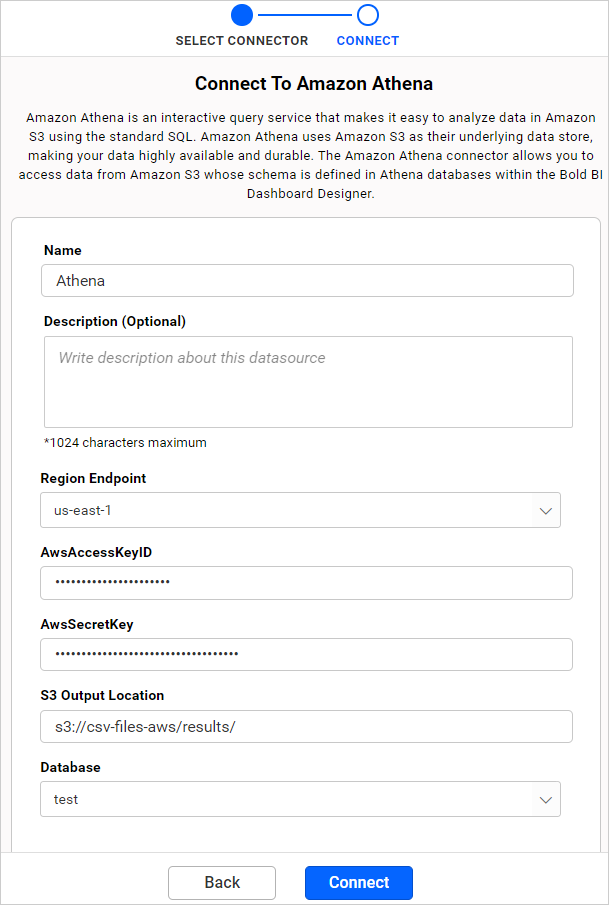 SELECT CONNECTOR CONNECT
Connect To Amazon Athena
Amazon Athena is an interactive query service that makes it easy to analyze data in Amazon
S3 using the standard SQL. Amazon Athena uses Amazon S3 as their underlying data store,
making your data highly available and durable. The Amazon Athena connector allows you to
access data from Amazon S3 whose schema is defined in Athena databases within the Bold BI
Dashboard Designer.
Name
Athena
Description (Optional)
Write description about this datasource
*1024 characters maximum
Region Endpoint
us-east-1
AwsAccessKeyID
••••••••••••••••••••••
AwsSecretKey
•••••••••••••••••••••••••••••••••••
S3 Output Location
s3://csv-files-aws/results/
Database
test
Back Connect